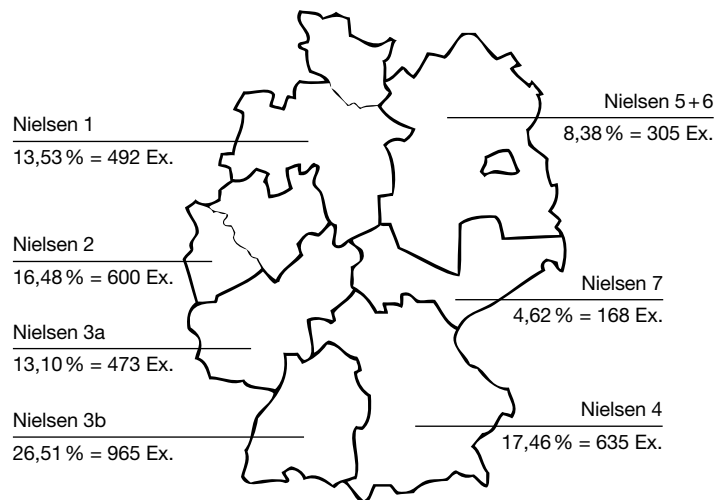 Nielsen 1
13,53 % = 492 Ex.
Nielsen 2
16,48 % = 600 Ex.
Nielsen 3a
13,10 % = 473 Ex.
Nielsen 3b
26,51 % = 965 Ex.
Nielsen 5 + 6
8,38 % = 305 Ex.
Nielsen 7
4,62 % = 168 Ex.
Nielsen 4
17,46 % = 635 Ex.